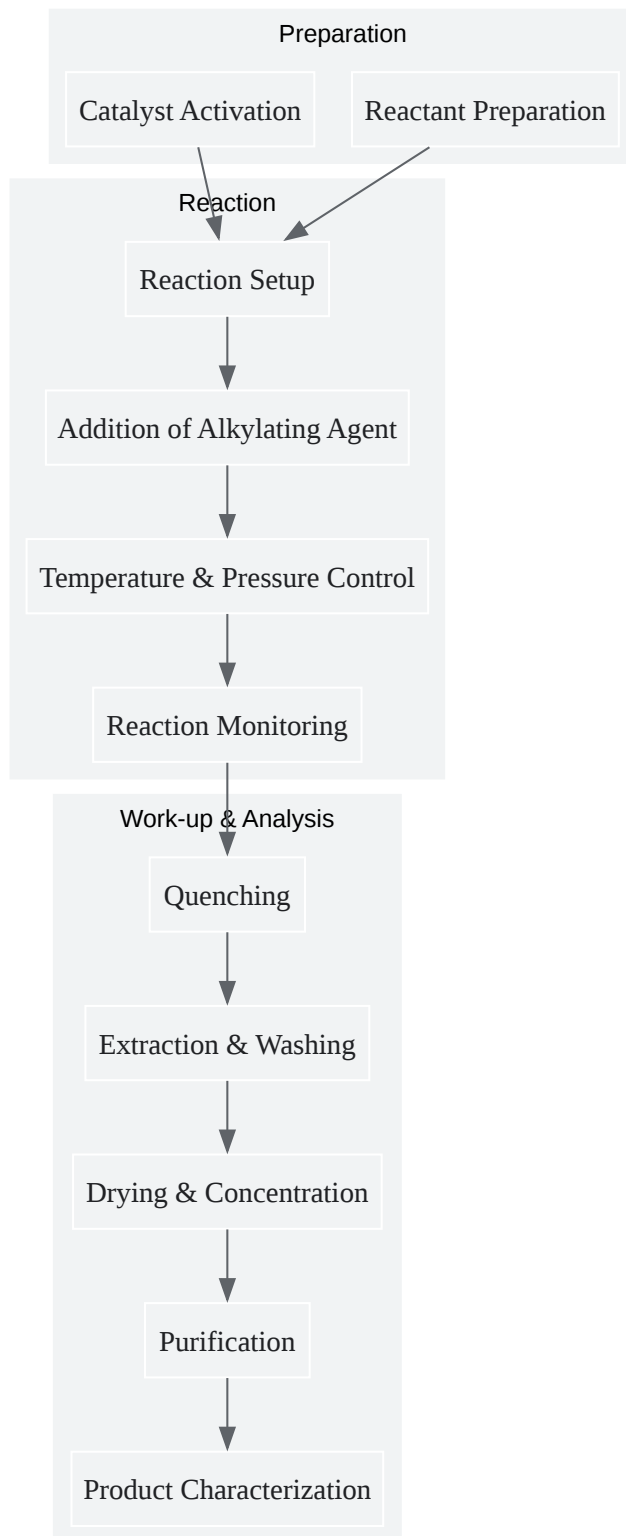 Preparation
Catalyst Activation
Reactant Preparation
Reaction
Reaction Setup
Addition of Alkylating Agent
Temperature & Pressure Control
Reaction Monitoring
Work-up & Analysis
Quenching
Extraction & Washing
Drying & Concentration
Purification
Product Characterization